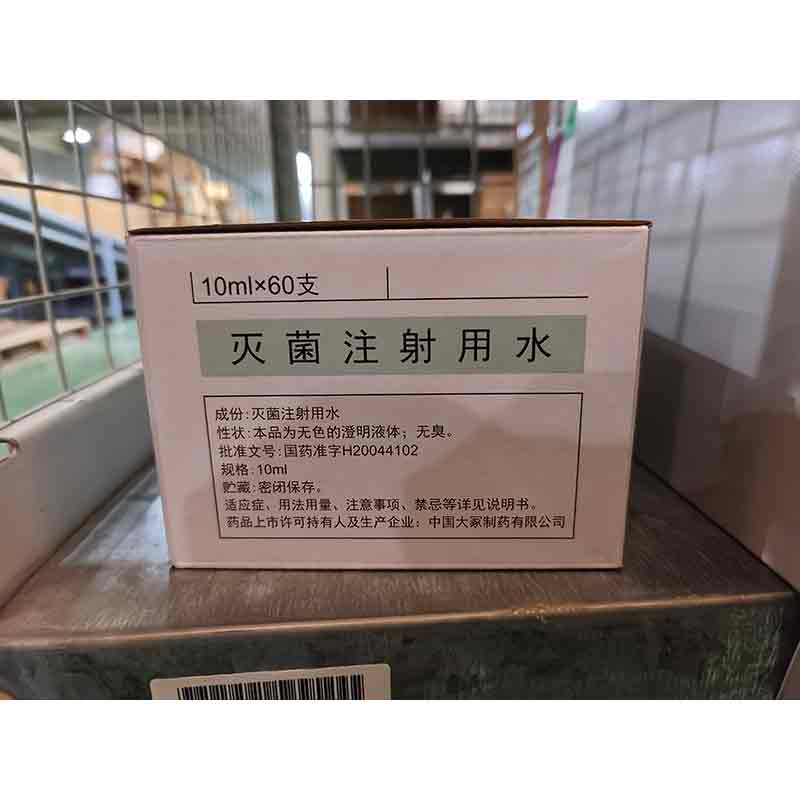 10ml×60支
灭菌注射用水
成份:灭菌注射用水
性状:本品为无色的澄明液体；无臭。
批准文号:国药准字H20044102
规格:10ml
贮藏:密闭保存。
适应症、用法用量、注意事项、禁忌等详见说明书。
药品上市许可持有人及生产企业：中国大冢制药有限公司